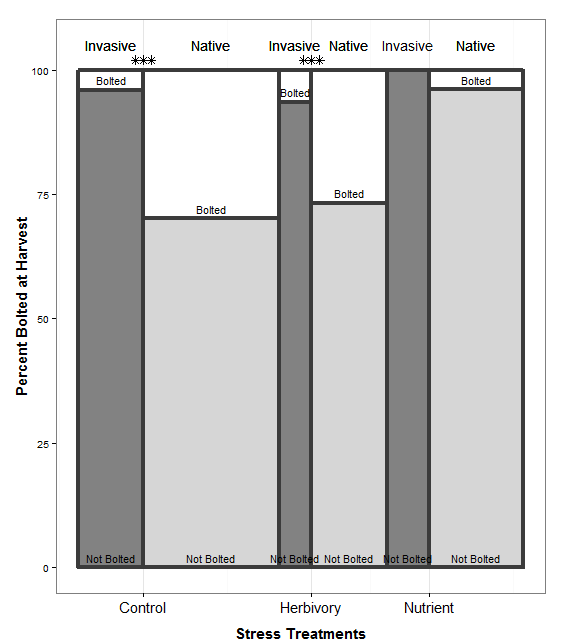 Invasive Native Invasive Native Invasive Native
*** ***
100
Bolted Bolted
Bolted
75
Bolted
Bolted
50
25
Not Bolted Not Bolted Not Bolted Not Bolted Not Bolted Not Bolted
0
Control Herbivory Nutrient
Stress Treatments
Percent Bolted at Harvest